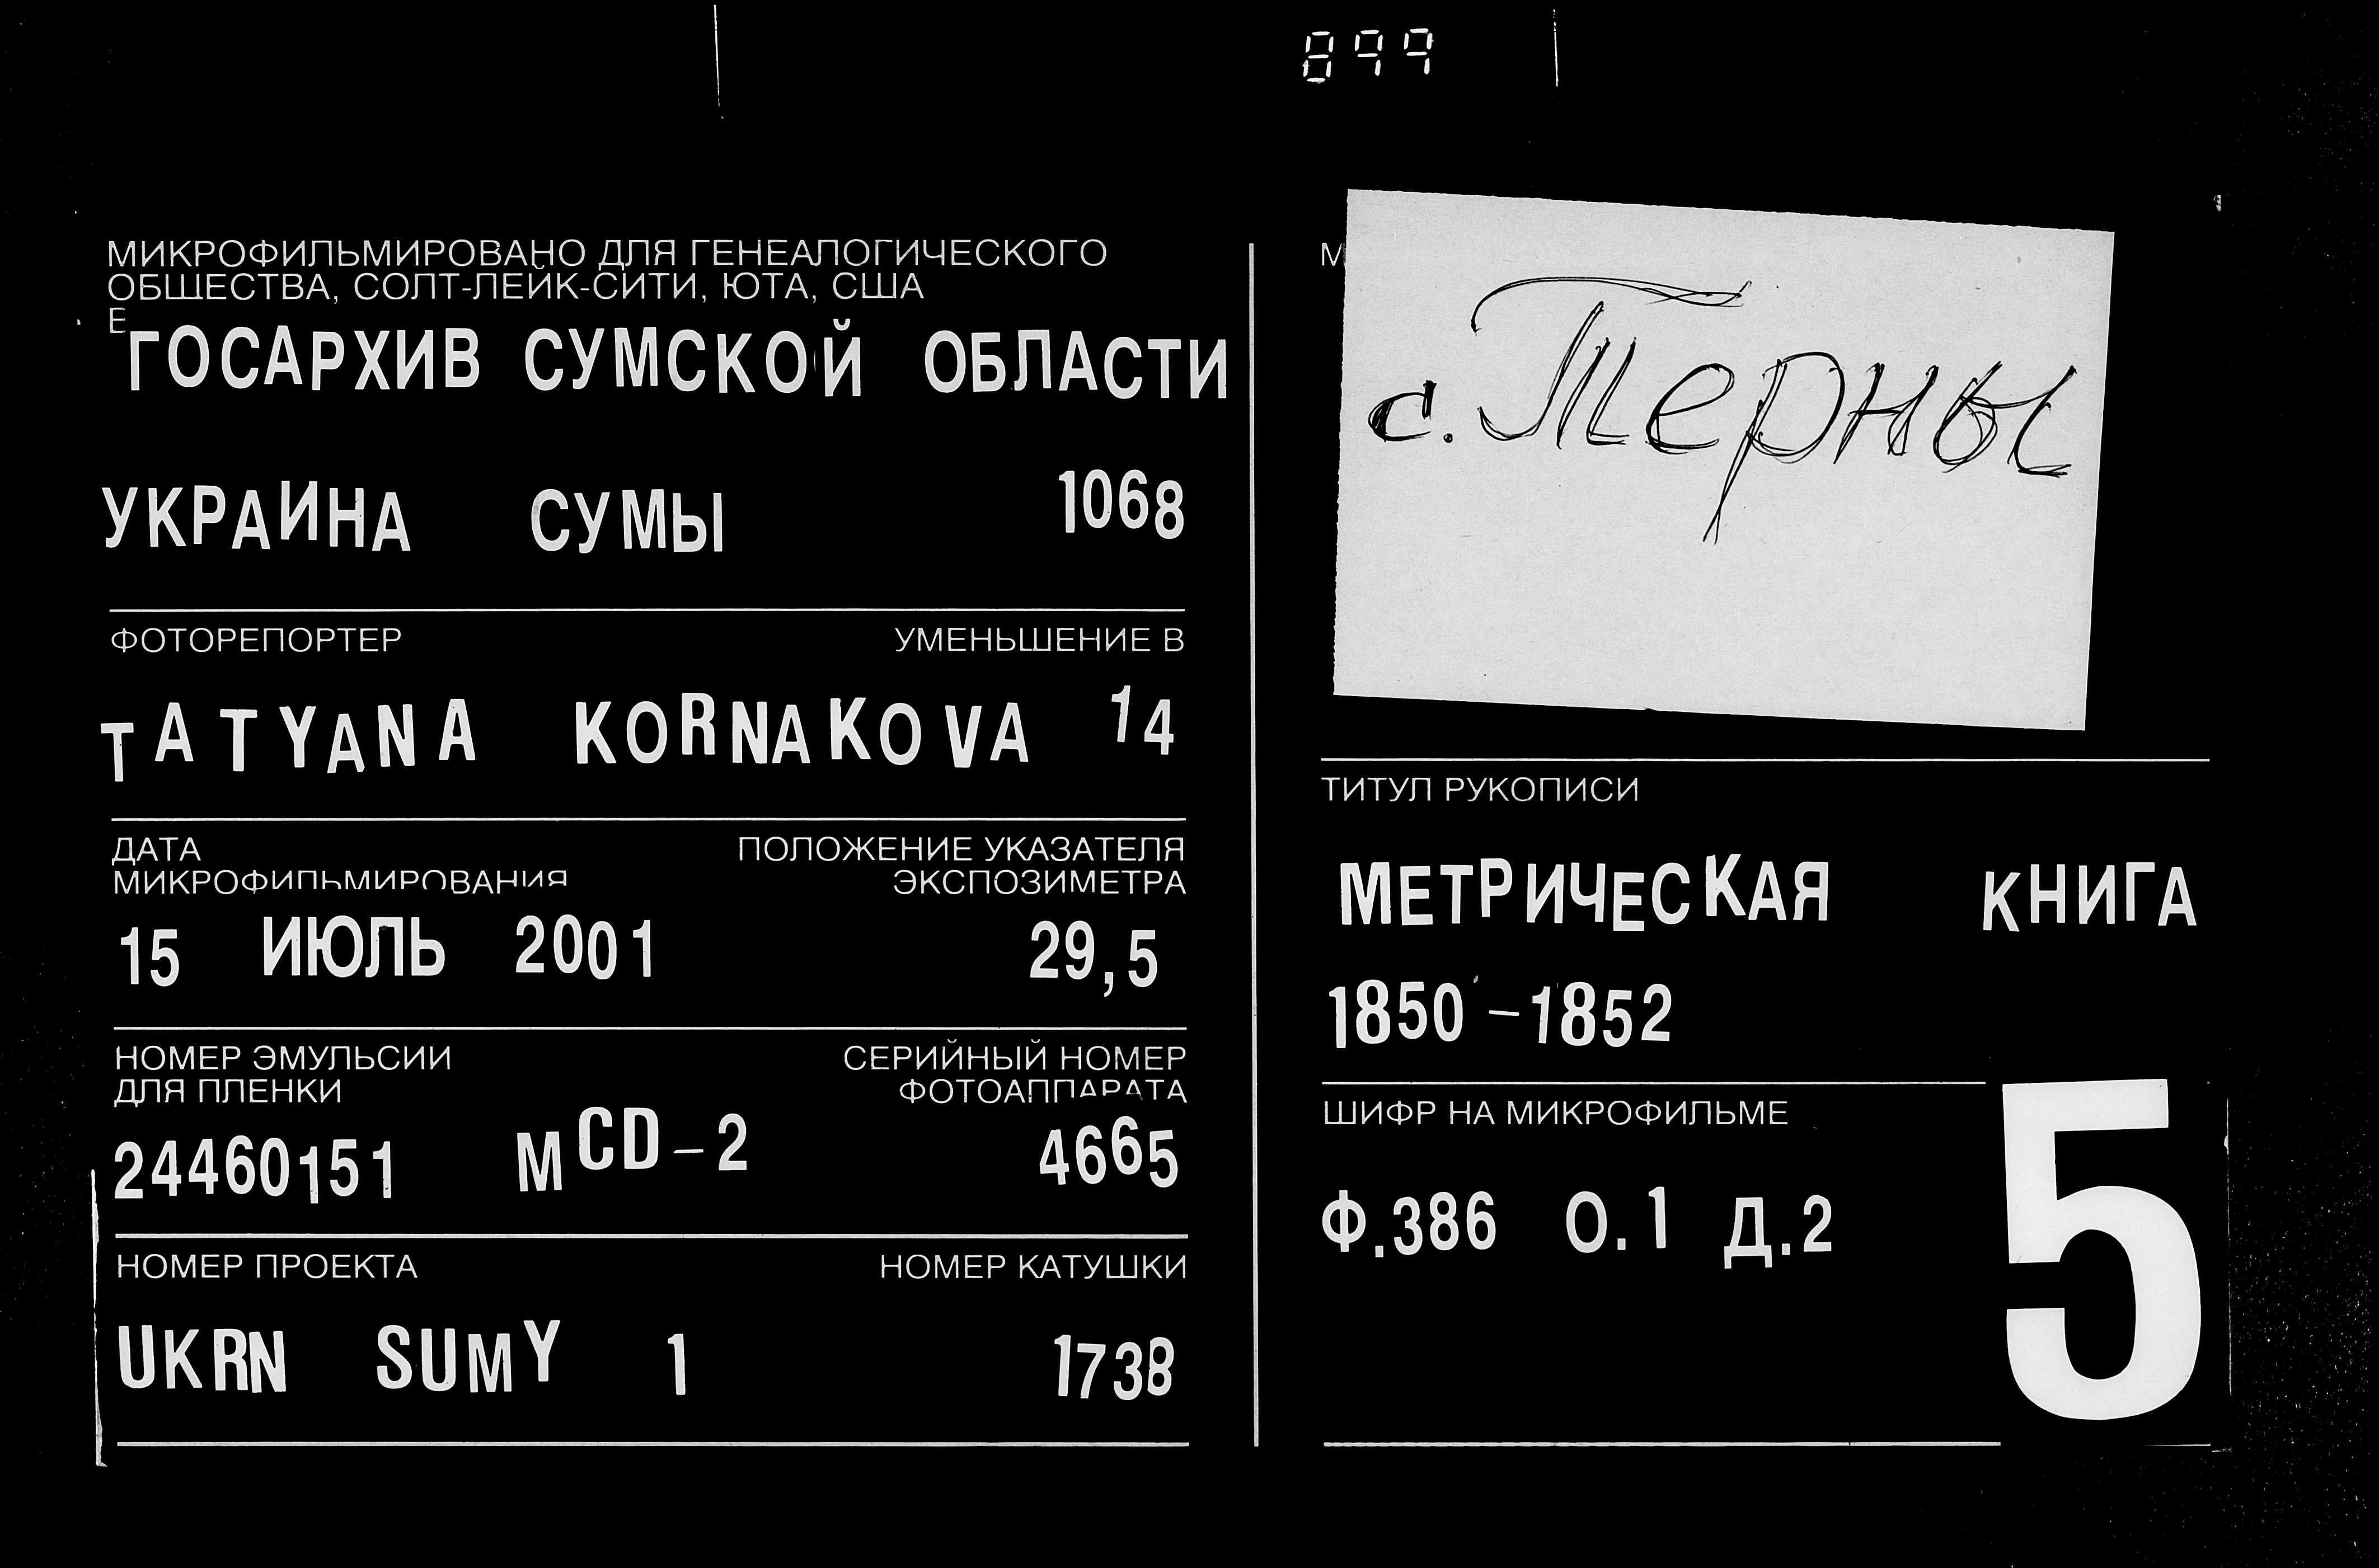 899
МИКРОФИЛЬМИРОВАНО ДЛЯ ГЕНЕАЛОГИЧЕСКОГО
ОБЩЕСТВА, СОЛТ-ЛЕЙК-СИТИ, ЮТА, США
ГОСАРХИВ СУМСКОЙ ОБЛАСТИ
УКРАИНА СУМЫ 1068
ФОТОРЕПОРТЕР УМЕНЬШЕНИЕ В
TATYANA KORNAKOVA 14
ДАТА ПОЛОЖЕНИЕ УКАЗАТЕЛЯ
МИКРОФИЛЬМИРОВАНИЯ ЭКСПОЗИМЕТРА
15 ИЮЛЬ 2001 29,5
НОМЕР ЭМУЛЬСИИ СЕРИЙНЫЙ НОМЕР
ДЛЯ ПЛЕНКИ ФОТОАППАРАТА
24460151 MCD-2 4665
НОМЕР ПРОЕКТА НОМЕР КАТУШКИ
UKRN SUMY 1 1738
с. Терны
ТИТУЛ РУКОПИСИ
МЕТРИЧЕСКАЯ КНИГА
1850-1852
ШИФР НА МИКРОФИЛЬМЕ
Ф.386 О.1 Д.2
5